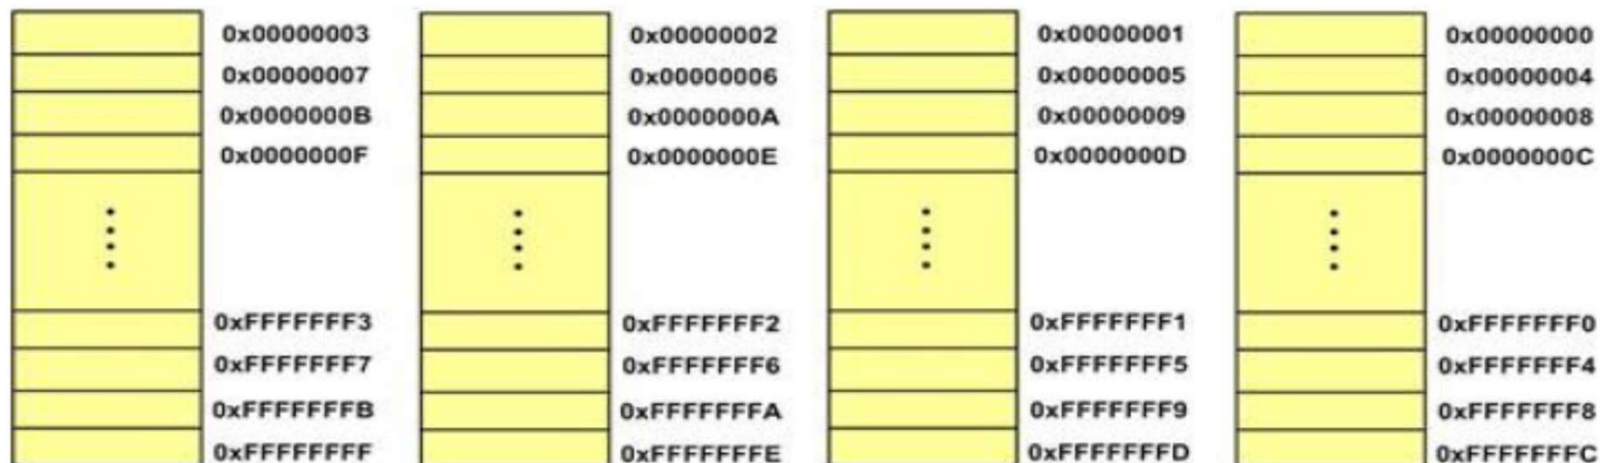 0x00000003 0x00000002 0x00000001 0x00000000
0x00000007 0x00000006 0x00000005 0x00000004
0x0000000B 0x0000000A 0x00000009 0x00000008
0x0000000F 0x0000000E 0x0000000D 0x0000000C
0xFFFFFFF3 0xFFFFFFF2 0xFFFFFFF1 0xFFFFFFF0
0xFFFFFFF7 0xFFFFFFF6 0xFFFFFFF5 0xFFFFFFF4
0xFFFFFFFB 0xFFFFFFFA 0xFFFFFFF9 0xFFFFFFF8
0xFFFFFFFF 0xFFFFFFFE 0xFFFFFFFD 0xFFFFFFFC